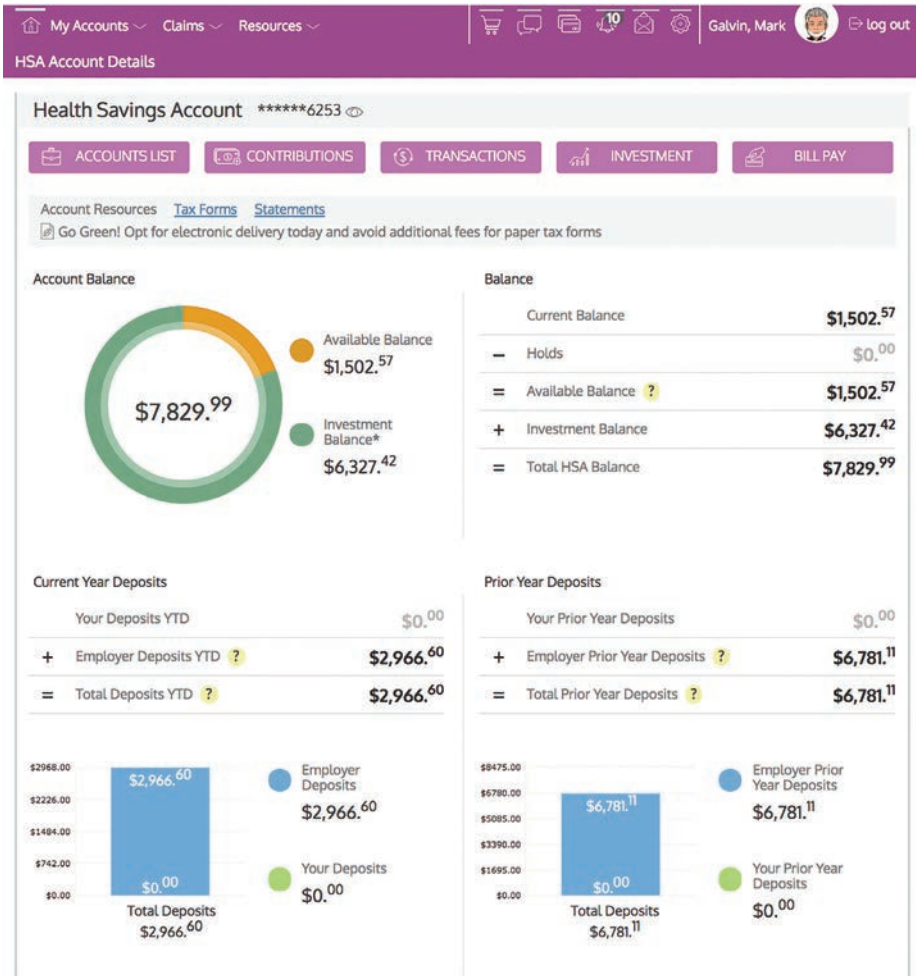 My Accounts Claims Resources 10 Galvin, Mark log out
HSA Account Details
Health Savings Account ******6253
ACCOUNTS LIST CONTRIBUTIONS TRANSACTIONS INVESTMENT BILL PAY
Account Resources Tax Forms Statements
Go Green! Opt for electronic delivery today and avoid additional fees for paper tax forms
Account Balance
$7,829.99
Available Balance
$1,502.57
Investment
Balance*
$6,327.42
Balance
Current Balance $1,502.57
− Holds $0.00
= Available Balance ? $1,502.57
+ Investment Balance $6,327.42
= Total HSA Balance $7,829.99
Current Year Deposits
Your Deposits YTD $0.00
+ Employer Deposits YTD ? $2,966.60
= Total Deposits YTD ? $2,966.60
Prior Year Deposits
Your Prior Year Deposits $0.00
+ Employer Prior Year Deposits ? $6,781.11
= Total Prior Year Deposits ? $6,781.11
$2968.00
$2226.00
$1484.00
$742.00
$0.00
$2,966.60
$0.00
Total Deposits
$2,966.60
Employer
Deposits
$2,966.60
Your Deposits
$0.00
$8475.00
$6780.00
$5085.00
$3390.00
$1695.00
$0.00
$6,781.11
$0.00
Total Deposits
$6,781.11
Employer Prior
Year Deposits
$6,781.11
Your Prior Year
Deposits
$0.00